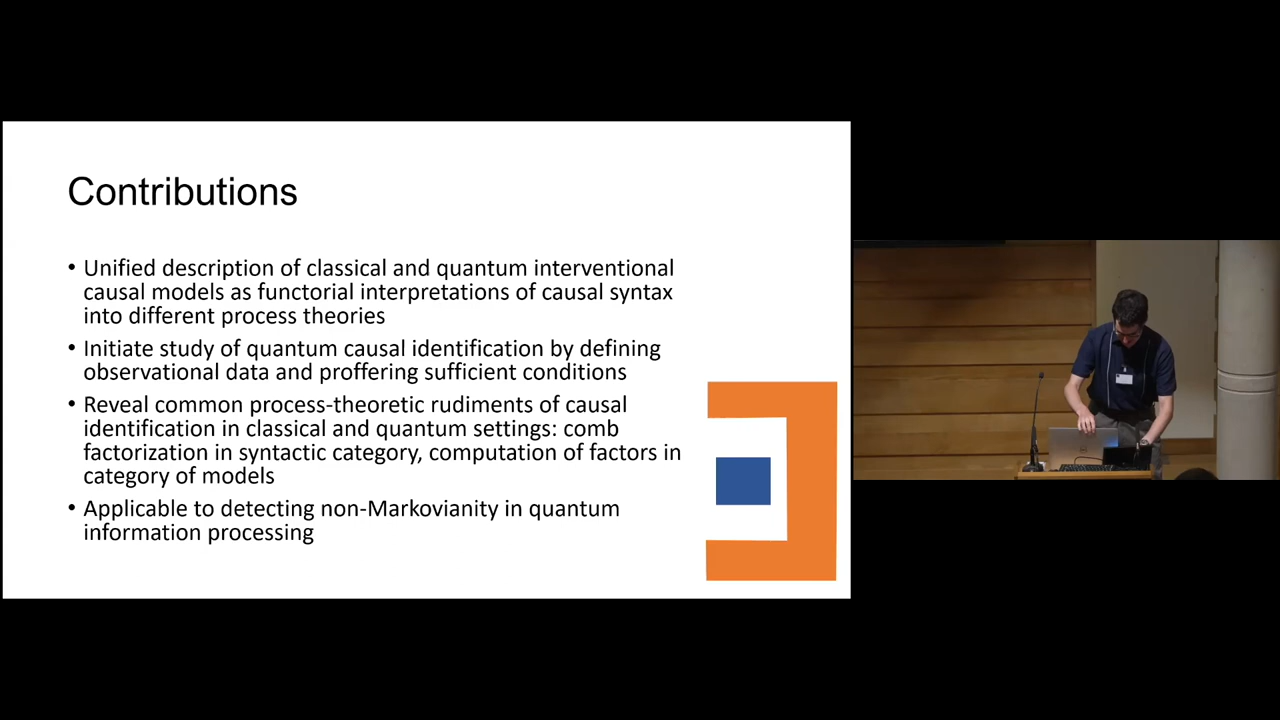 Contributions
• Unified description of classical and quantum interventional
causal models as functorial interpretations of causal syntax
into different process theories
• Initiate study of quantum causal identification by defining
observational data and proffering sufficient conditions
• Reveal common process-theoretic rudiments of causal
identification in classical and quantum settings: comb
factorization in syntactic category, computation of factors in
category of models
• Applicable to detecting non-Markovianity in quantum
information processing